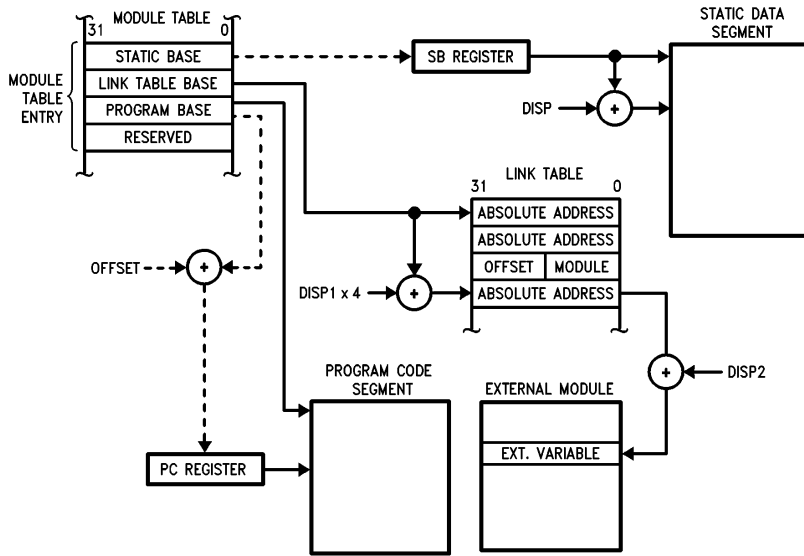 MODULE TABLE
31 0
STATIC BASE
LINK TABLE BASE
PROGRAM BASE
RESERVED
MODULE
TABLE
ENTRY
SB REGISTER
STATIC DATA
SEGMENT
DISP
LINK TABLE
31 0
ABSOLUTE ADDRESS
ABSOLUTE ADDRESS
OFFSET MODULE
ABSOLUTE ADDRESS
OFFSET
+
+
DISP1 x 4
+
+
DISP2
PROGRAM CODE
SEGMENT
EXTERNAL MODULE
EXT. VARIABLE
PC REGISTER